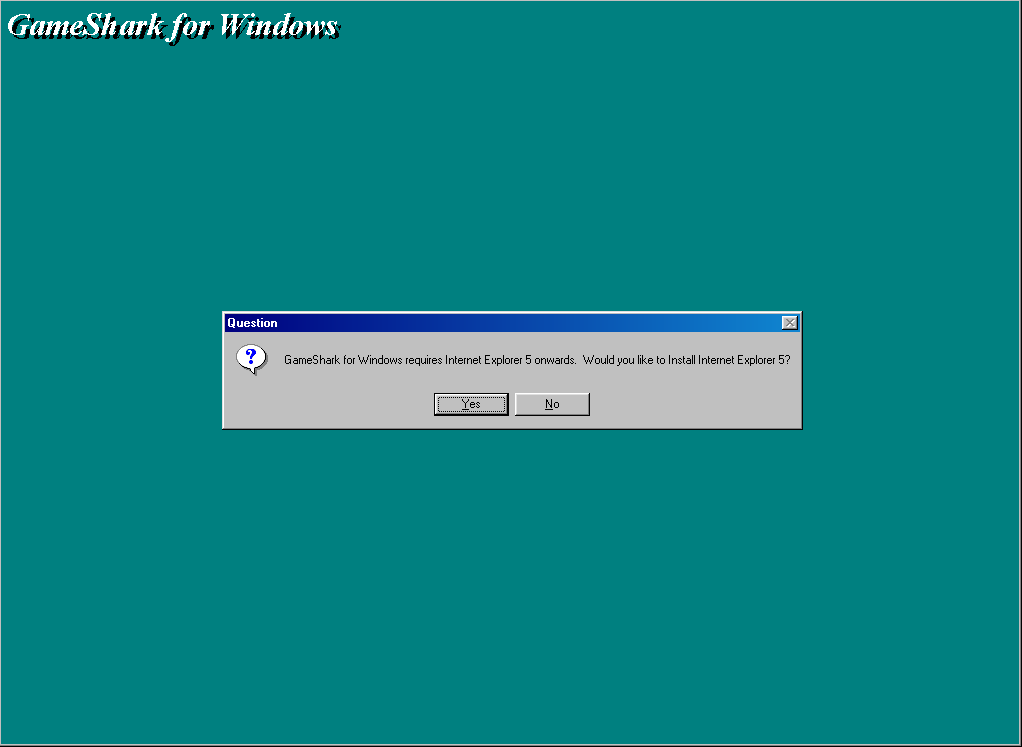 GameShark for Windows
Question
?
GameShark for Windows requires Internet Explorer 5 onwards.  Would you like to Install Internet Explorer 5?
Yes
No